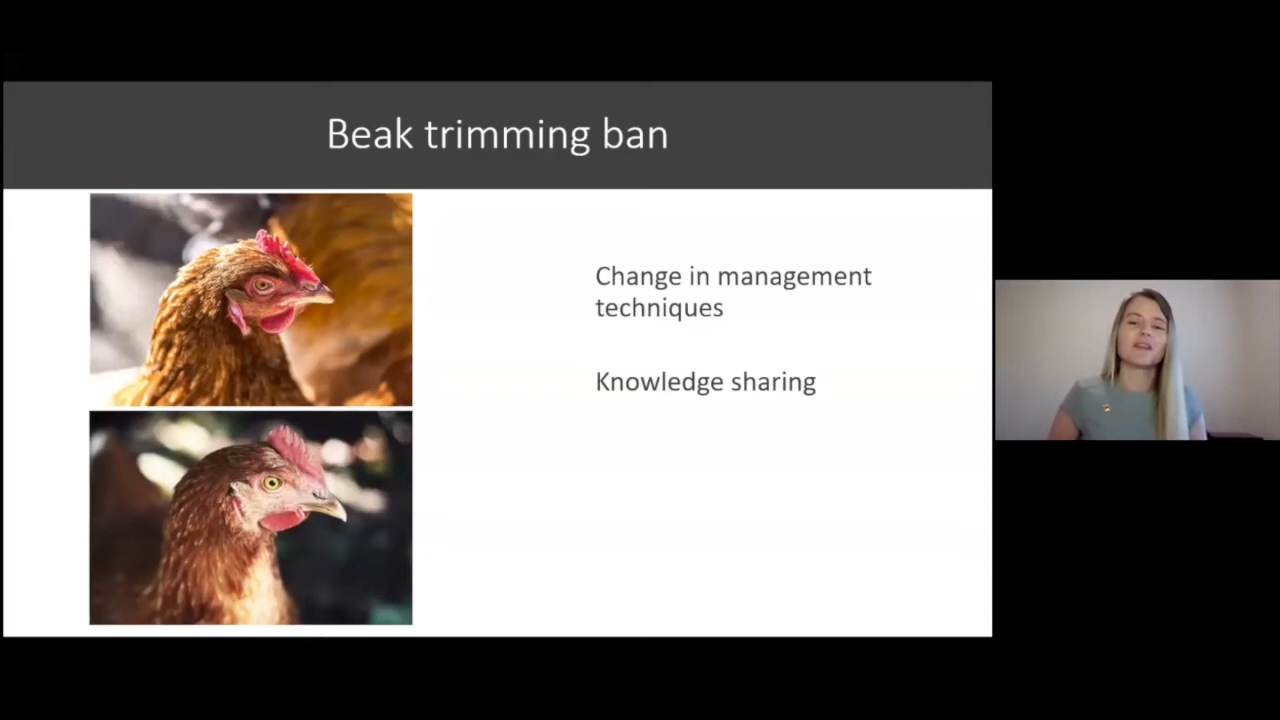 Beak trimming ban
Change in management
techniques
Knowledge sharing